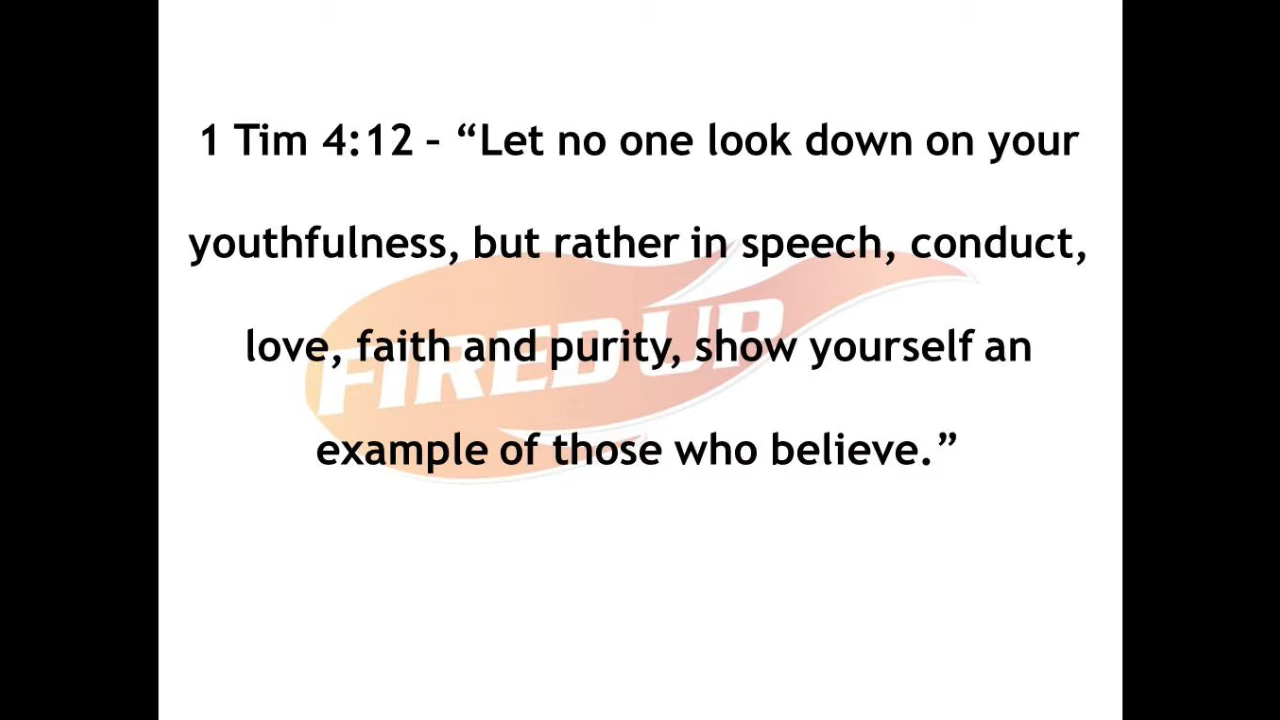 1 Tim 4:12 – “Let no one look down on your
youthfulness, but rather in speech, conduct,
love, faith and purity, show yourself an
example of those who believe.”
FIRED UP